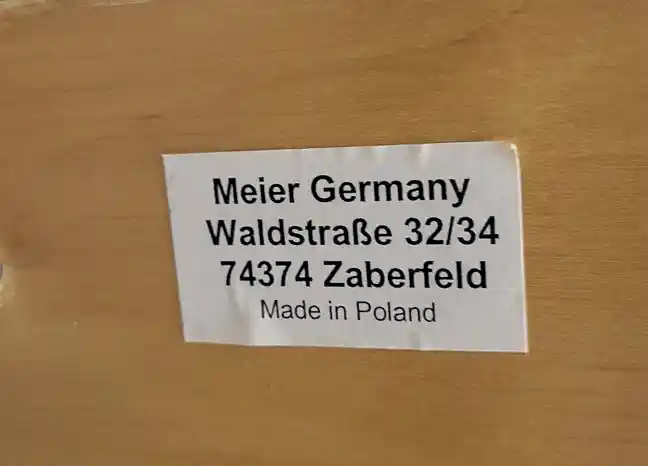 Meier Germany
Waldstraße 32/34
74374 Zaberfeld
Made in Poland